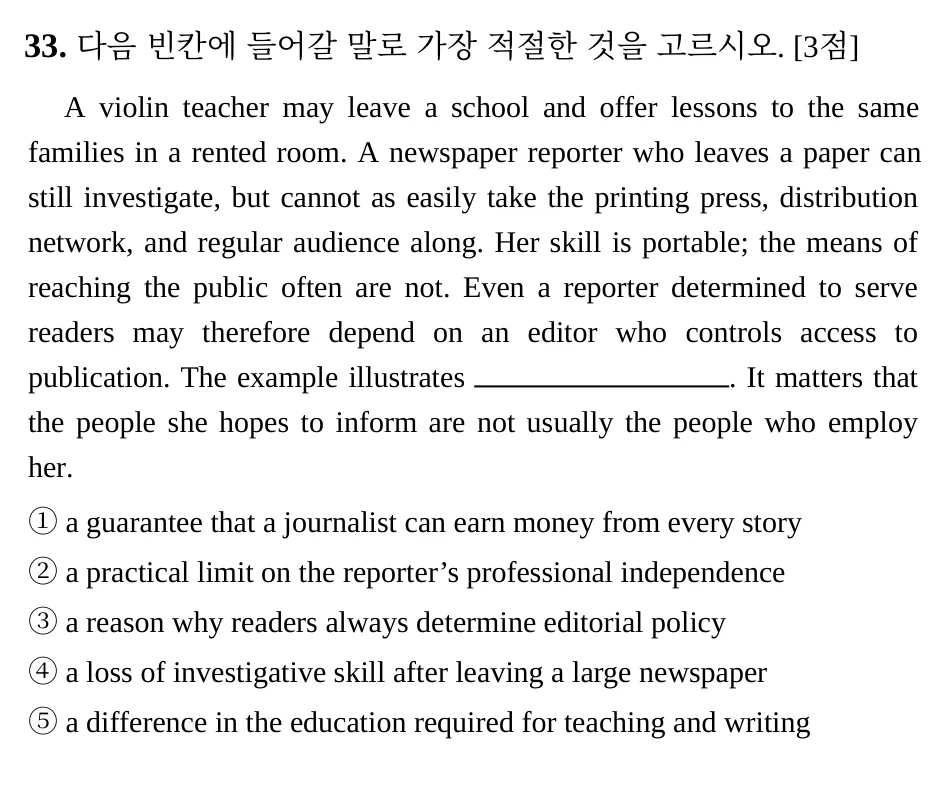 33. 다음 빈칸에 들어갈 말로 가장 적절한 것을 고르시오. [3점]
A violin teacher may leave a school and offer lessons to the same
families in a rented room. A newspaper reporter who leaves a paper can
still investigate, but cannot as easily take the printing press, distribution
network, and regular audience along. Her skill is portable; the means of
reaching the public often are not. Even a reporter determined to serve
readers may therefore depend on an editor who controls access to
publication. The example illustrates ____________. It matters that
the people she hopes to inform are not usually the people who employ
her.
① a guarantee that a journalist can earn money from every story
② a practical limit on the reporter’s professional independence
③ a reason why readers always determine editorial policy
④ a loss of investigative skill after leaving a large newspaper
⑤ a difference in the education required for teaching and writing